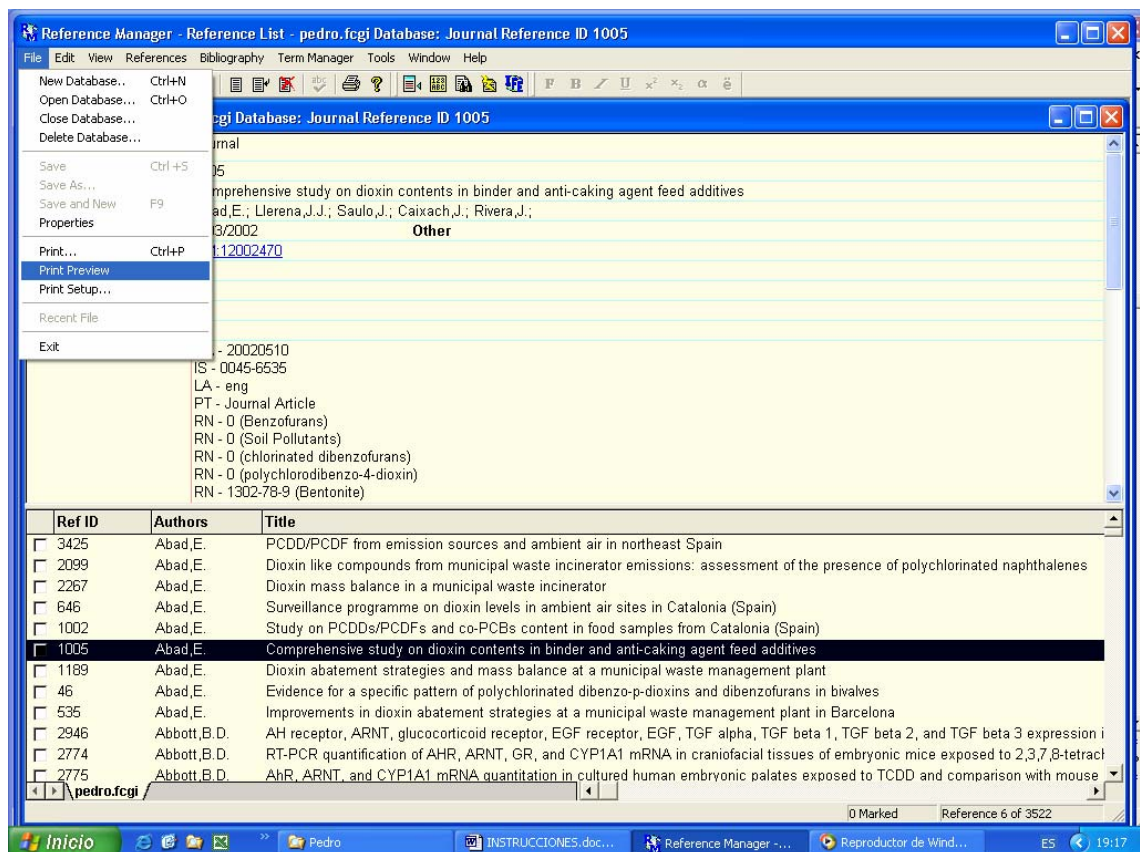 Reference Manager - Reference List - pedro.fcgi Database: Journal Reference ID 1005
File Edit View References Bibliography Term Manager Tools Window Help
New Database.. Ctrl+N
Open Database... Ctrl+O
Close Database...
Delete Database...
Save Ctrl +S
Save As...
Save and New F9
Properties
Print... Ctrl+P
Print Preview
Print Setup...
Recent File
Exit
F B I U x² x₂ α ë
cgi Database: Journal Reference ID 1005
Comprehensive study on dioxin contents in binder and anti-caking agent feed additives
ad,E.; Llerena,J.J.; Saulo,J.; Caixach,J.; Rivera,J.;
3/2002 Other
:12002470
- 20020510
IS - 0045-6535
LA - eng
PT - Journal Article
RN - 0 (Benzofurans)
RN - 0 (Soil Pollutants)
RN - 0 (chlorinated dibenzofurans)
RN - 0 (polychlorodibenzo-4-dioxin)
RN - 1302-78-9 (Bentonite)
Ref ID Authors Title
3425 Abad,E. PCDD/PCDF from emission sources and ambient air in northeast Spain
2099 Abad,E. Dioxin like compounds from municipal waste incinerator emissions: assessment of the presence of polychlorinated naphthalenes
2267 Abad,E. Dioxin mass balance in a municipal waste incinerator
646 Abad,E. Surveillance programme on dioxin levels in ambient air sites in Catalonia (Spain)
1002 Abad,E. Study on PCDDs/PCDFs and co-PCBs content in food samples from Catalonia (Spain)
1005 Abad,E. Comprehensive study on dioxin contents in binder and anti-caking agent feed additives
1189 Abad,E. Dioxin abatement strategies and mass balance at a municipal waste management plant
46 Abad,E. Evidence for a specific pattern of polychlorinated dibenzo-p-dioxins and dibenzofurans in bivalves
535 Abad,E. Improvements in dioxin abatement strategies at a municipal waste management plant in Barcelona
2946 Abbott,B.D. AH receptor, ARNT, glucocorticoid receptor, EGF receptor, EGF, TGF alpha, TGF beta 1, TGF beta 2, and TGF beta 3 expression i
2774 Abbott,B.D. RT-PCR quantification of AHR, ARNT, GR, and CYP1A1 mRNA in craniofacial tissues of embryonic mice exposed to 2,3,7,8-tetracl
2775 Abbott,B.D. AhR, ARNT, and CYP1A1 mRNA quantitation in cultured human embryonic palates exposed to TCDD and comparison with mouse
pedro.fcgi
0 Marked Reference 6 of 3522
Inicio Pedro INSTRUCCIONES.doc... Reference Manager -... Reproductor de Wind... ES 19:17